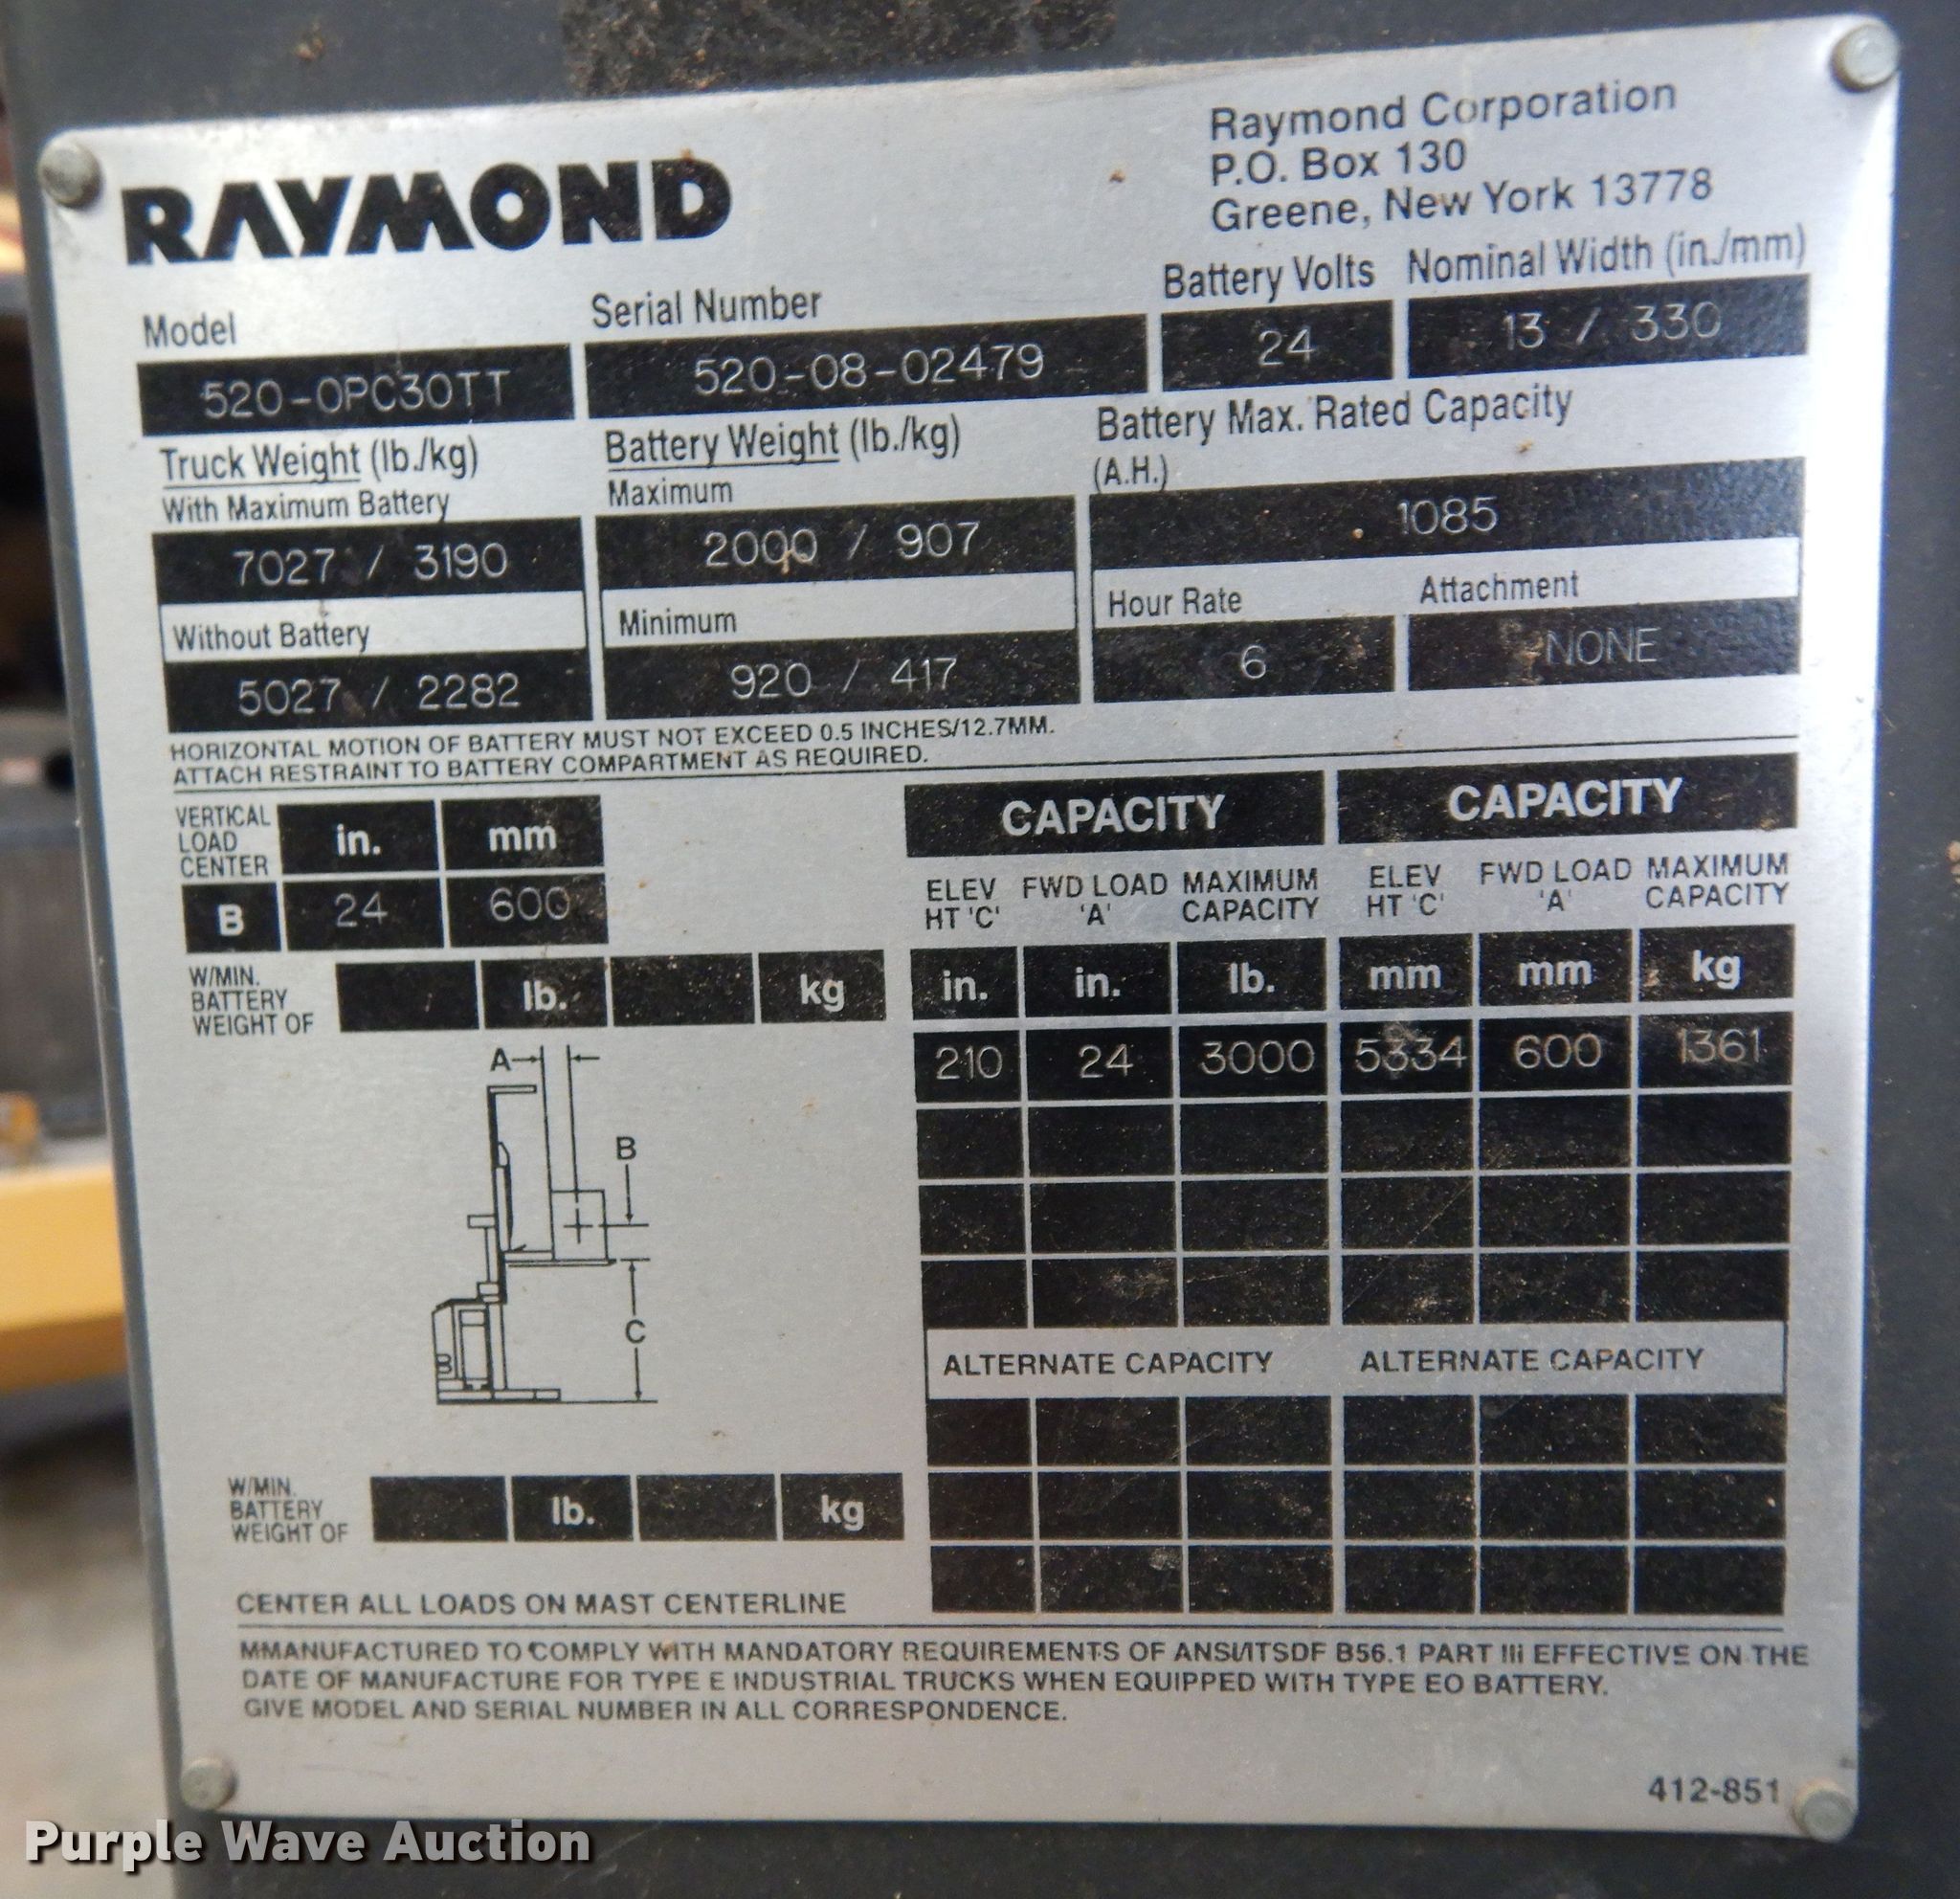 RAYMOND
Raymond Corporation
P.O. Box 130
Greene, New York 13778
Model
Serial Number
Battery Volts
Nominal Width (in./mm)
520-OPC30TT
520-08-02479
24
13 / 330
Truck Weight (lb./kg)
With Maximum Battery
Battery Weight (lb./kg)
Maximum
Battery Max. Rated Capacity
(A.H.)
7027 / 3190
2000 / 907
1085
Without Battery
Minimum
Hour Rate
Attachment
5027 / 2282
920 / 417
6
NONE
HORIZONTAL MOTION OF BATTERY MUST NOT EXCEED 0.5 INCHES/12.7MM.
ATTACH RESTRAINT TO BATTERY COMPARTMENT AS REQUIRED.
VERTICAL
LOAD
CENTER
in.
mm
B
24
600
W/MIN.
BATTERY
WEIGHT OF
lb.
kg
CAPACITY
CAPACITY
ELEV HT 'C'
FWD LOAD 'A'
MAXIMUM CAPACITY
ELEV HT 'C'
FWD LOAD 'A'
MAXIMUM CAPACITY
in. in. lb. mm mm kg
210 24 3000 5334 600 1361
A
B
C
B
ALTERNATE CAPACITY
ALTERNATE CAPACITY
W/MIN.
BATTERY
WEIGHT OF
lb.
kg
CENTER ALL LOADS ON MAST CENTERLINE
MMANUFACTURED TO COMPLY WITH MANDATORY REQUIREMENTS OF ANSI/ITSDF B56.1 PART IIi EFFECTIVE ON THE
DATE OF MANUFACTURE FOR TYPE E INDUSTRIAL TRUCKS WHEN EQUIPPED WITH TYPE EO BATTERY.
GIVE MODEL AND SERIAL NUMBER IN ALL CORRESPONDENCE.
412-851
Purple Wave Auction